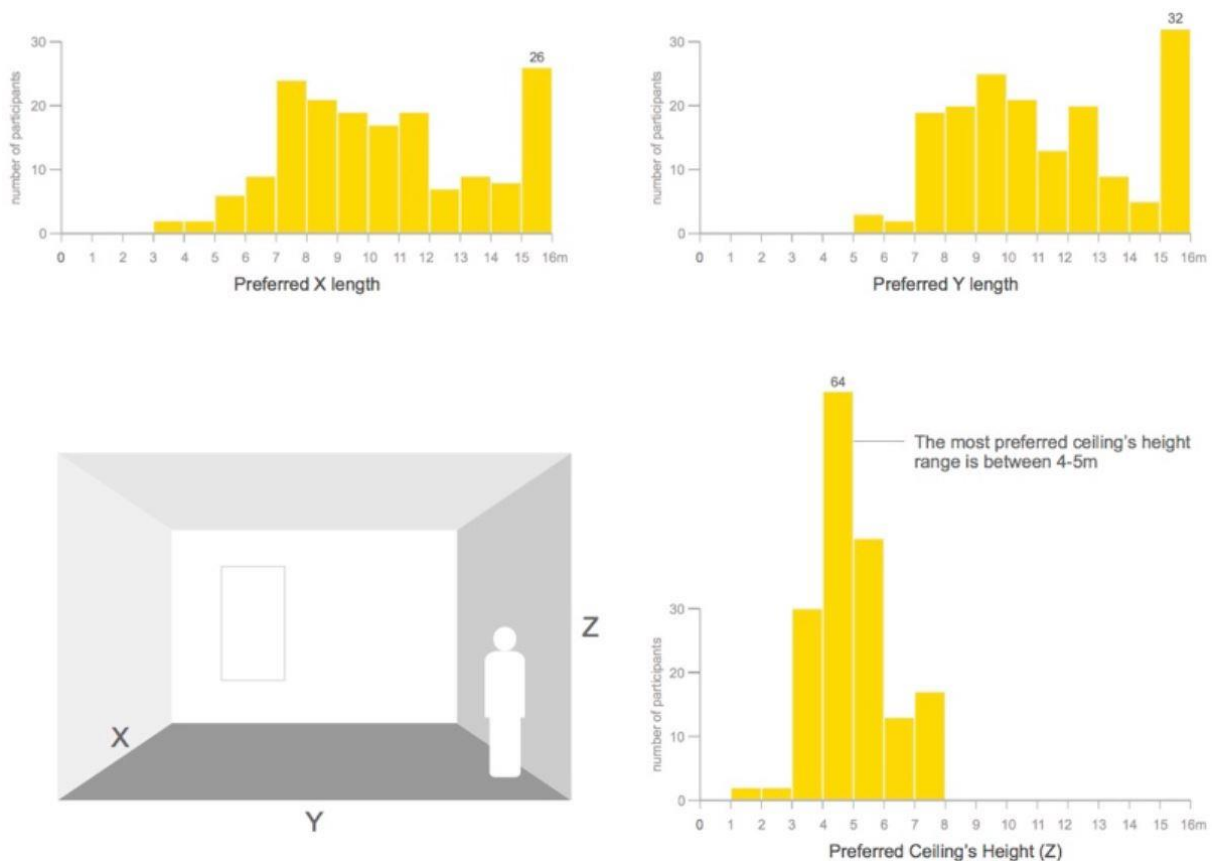 26
30
20
10
0
number of participants
0 1 2 3 4 5 6 7 8 9 10 11 12 13 14 15 16m
Preferred X length
32
30
20
10
0
number of participants
0 1 2 3 4 5 6 7 8 9 10 11 12 13 14 15 16m
Preferred Y length
X
Y
Z
64
The most preferred ceiling's height
range is between 4-5m
30
20
10
0
number of participants
0 1 2 3 4 5 6 7 8 9 10 11 12 13 14 15 16m
Preferred Ceiling's Height (Z)